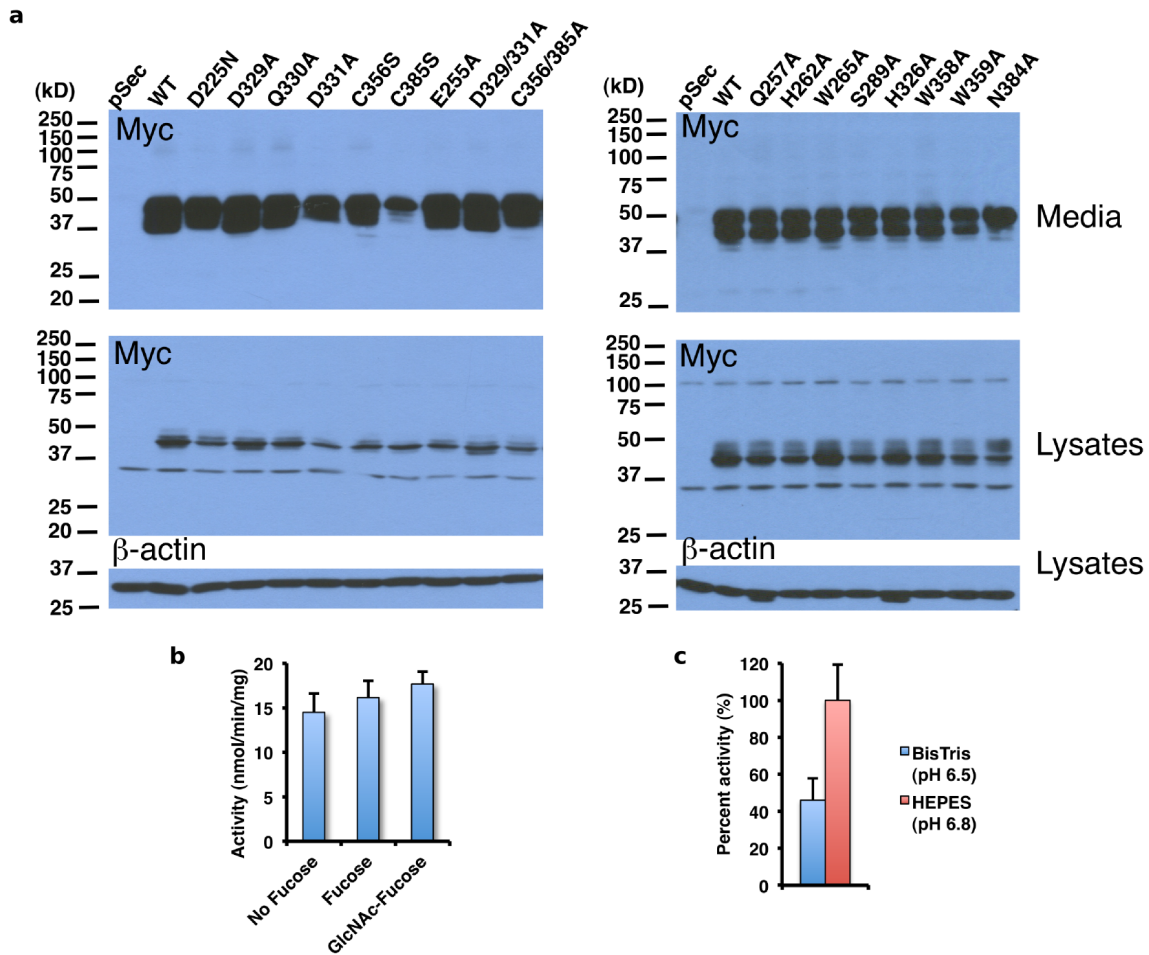 a
(kD)
pSec
WT
D225N
D329A
Q330A
D331A
C356S
C385S
E255A
D329/331A
C356/385A
250
150
100
75
50
37
25
20
Myc
250
150
100
75
50
37
25
20
Myc
β-actin
37
25
(kD)
pSec
WT
Q257A
H262A
W265A
S289A
H326A
W358A
W359A
N384A
250
150
100
75
50
37
25
Myc
Media
250
150
100
75
50
37
25
Myc
Lysates
β-actin
37
25
Lysates
b
Activity (nmol/min/mg)
20
15
10
5
0
No Fucose
Fucose
GlcNAc-Fucose
c
Percent activity (%)
120
100
80
60
40
20
0
BisTris
(pH 6.5)
HEPES
(pH 6.8)